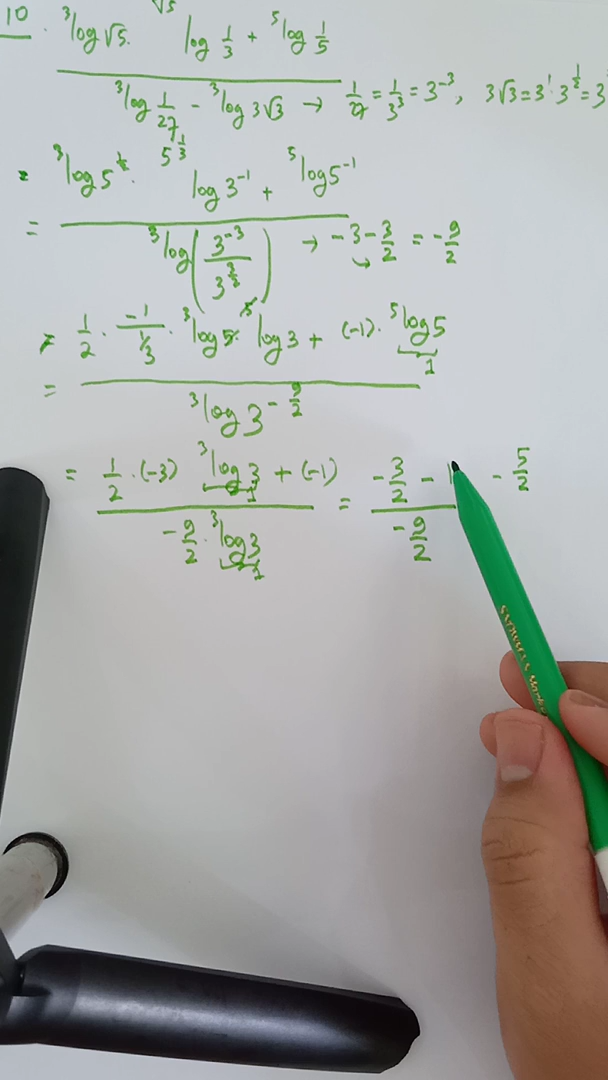 10. ³log √5. √5 log 1/3 + ⁵log 1/5
³log 1/27 - ³log 3√3 → 1/27 = 1/3³ = 3⁻³, 3√3 = 3¹·3^(1/2) = 3
= ³log 5 . 5^(1/3) log 3⁻¹ + ⁵log 5⁻¹
³log (3⁻³ / 3^(3/2)) → -3 - 3/2 = -9/2
= 1/2 · -1/(1/3) · ³log 5. ⁵log 3 + (-1) · ⁵log 5
1
³log 3^(-9/2)
= 1/2 · (-3) ³log 3 + (-1) = -3/2 - 1 - 5/2
1
-9/2 · ³log 3 -9/2
1